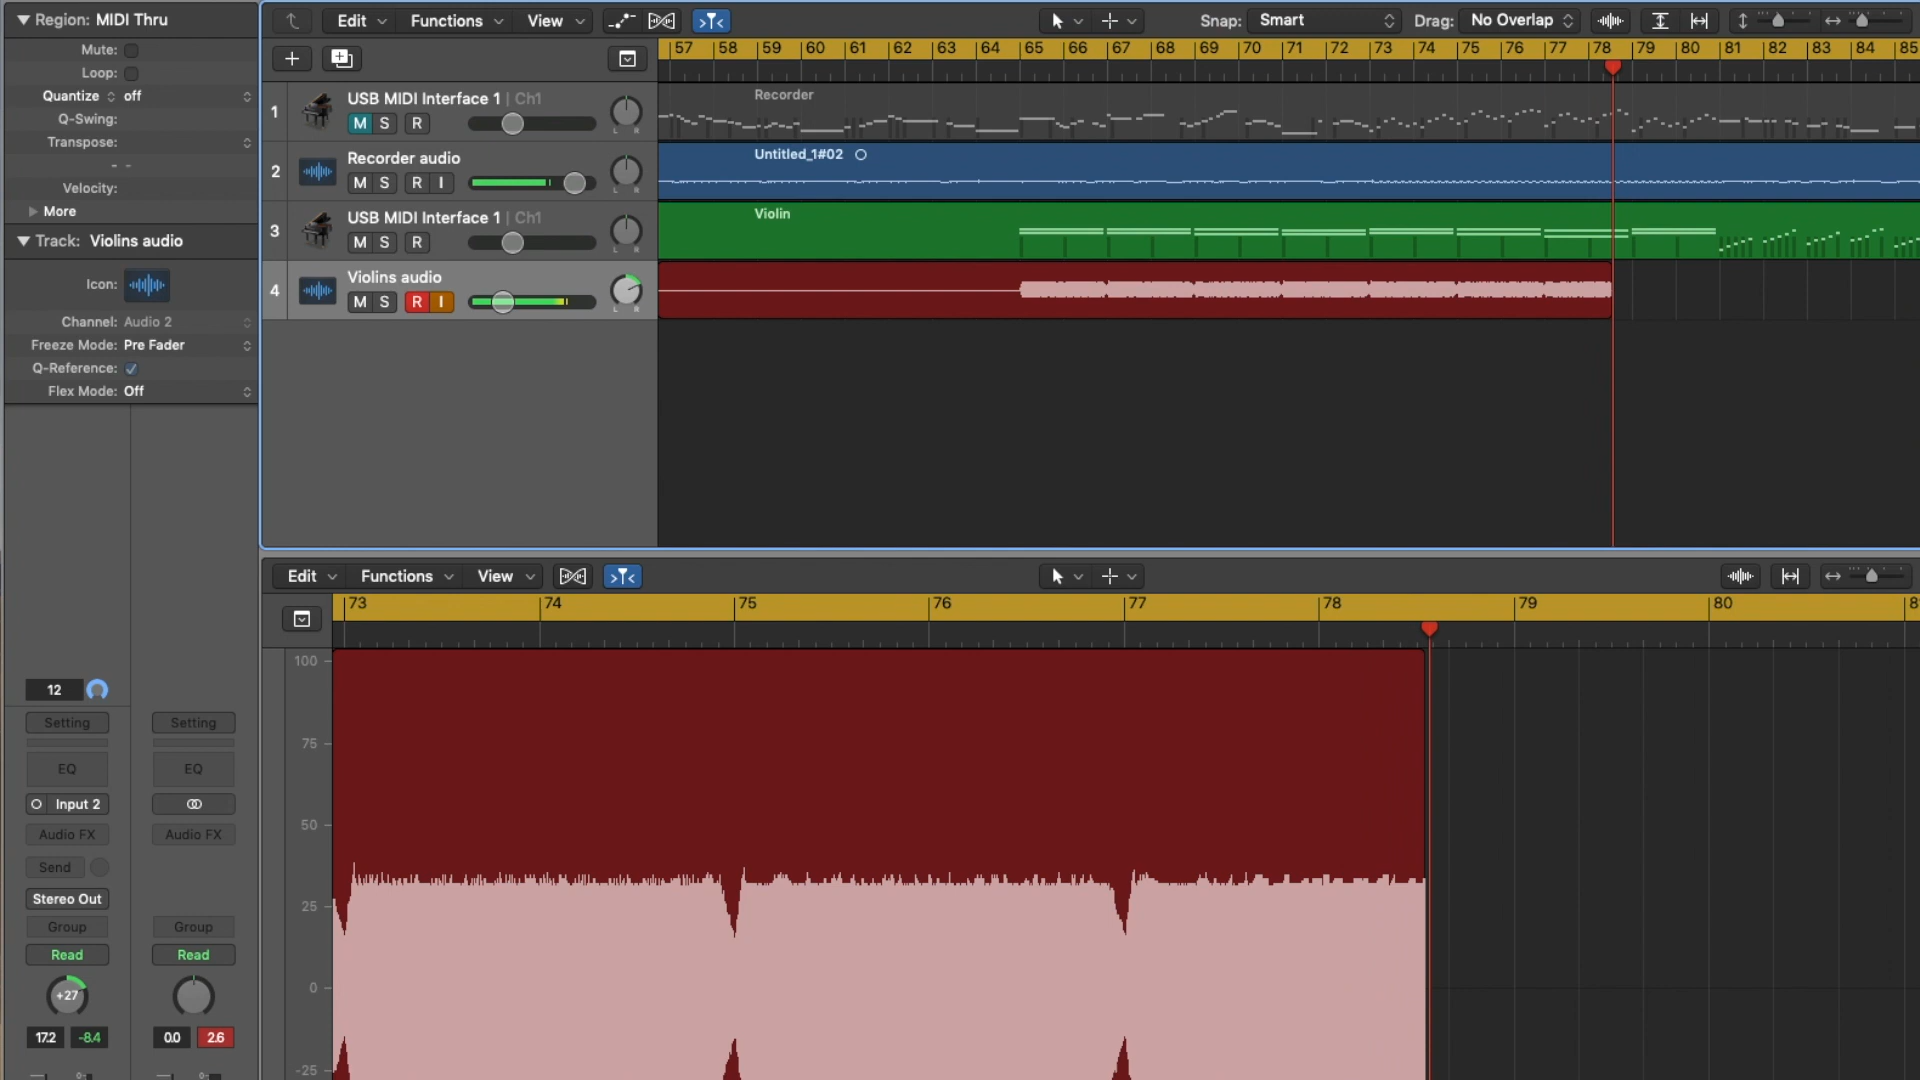 Region: MIDI Thru
Mute:
Loop:
Quantize off
Q-Swing:
Transpose:
- -
Velocity:
More
Track: Violins audio
Icon:
Channel: Audio 2
Freeze Mode: Pre Fader
Q-Reference:
Flex Mode: Off
12
Setting Setting
EQ EQ
Input 2
Audio FX Audio FX
Send
Stereo Out
Group Group
Read Read
+27
17.2 -8.4 0.0 2.6
Edit Functions View Snap: Smart Drag: No Overlap
57 58 59 60 61 62 63 64 65 66 67 68 69 70 71 72 73 74 75 76 77 78 79 80 81 82 83 84 85
1 USB MIDI Interface 1 | Ch1
M S R
L R
Recorder
2 Recorder audio
M S R I
L R
Untitled_1#02
3 USB MIDI Interface 1 | Ch1
M S R
L R
Violin
4 Violins audio
M S R I
L R
Edit Functions View
73 74 75 76 77 78 79 80
100
75
50
25
0
-25